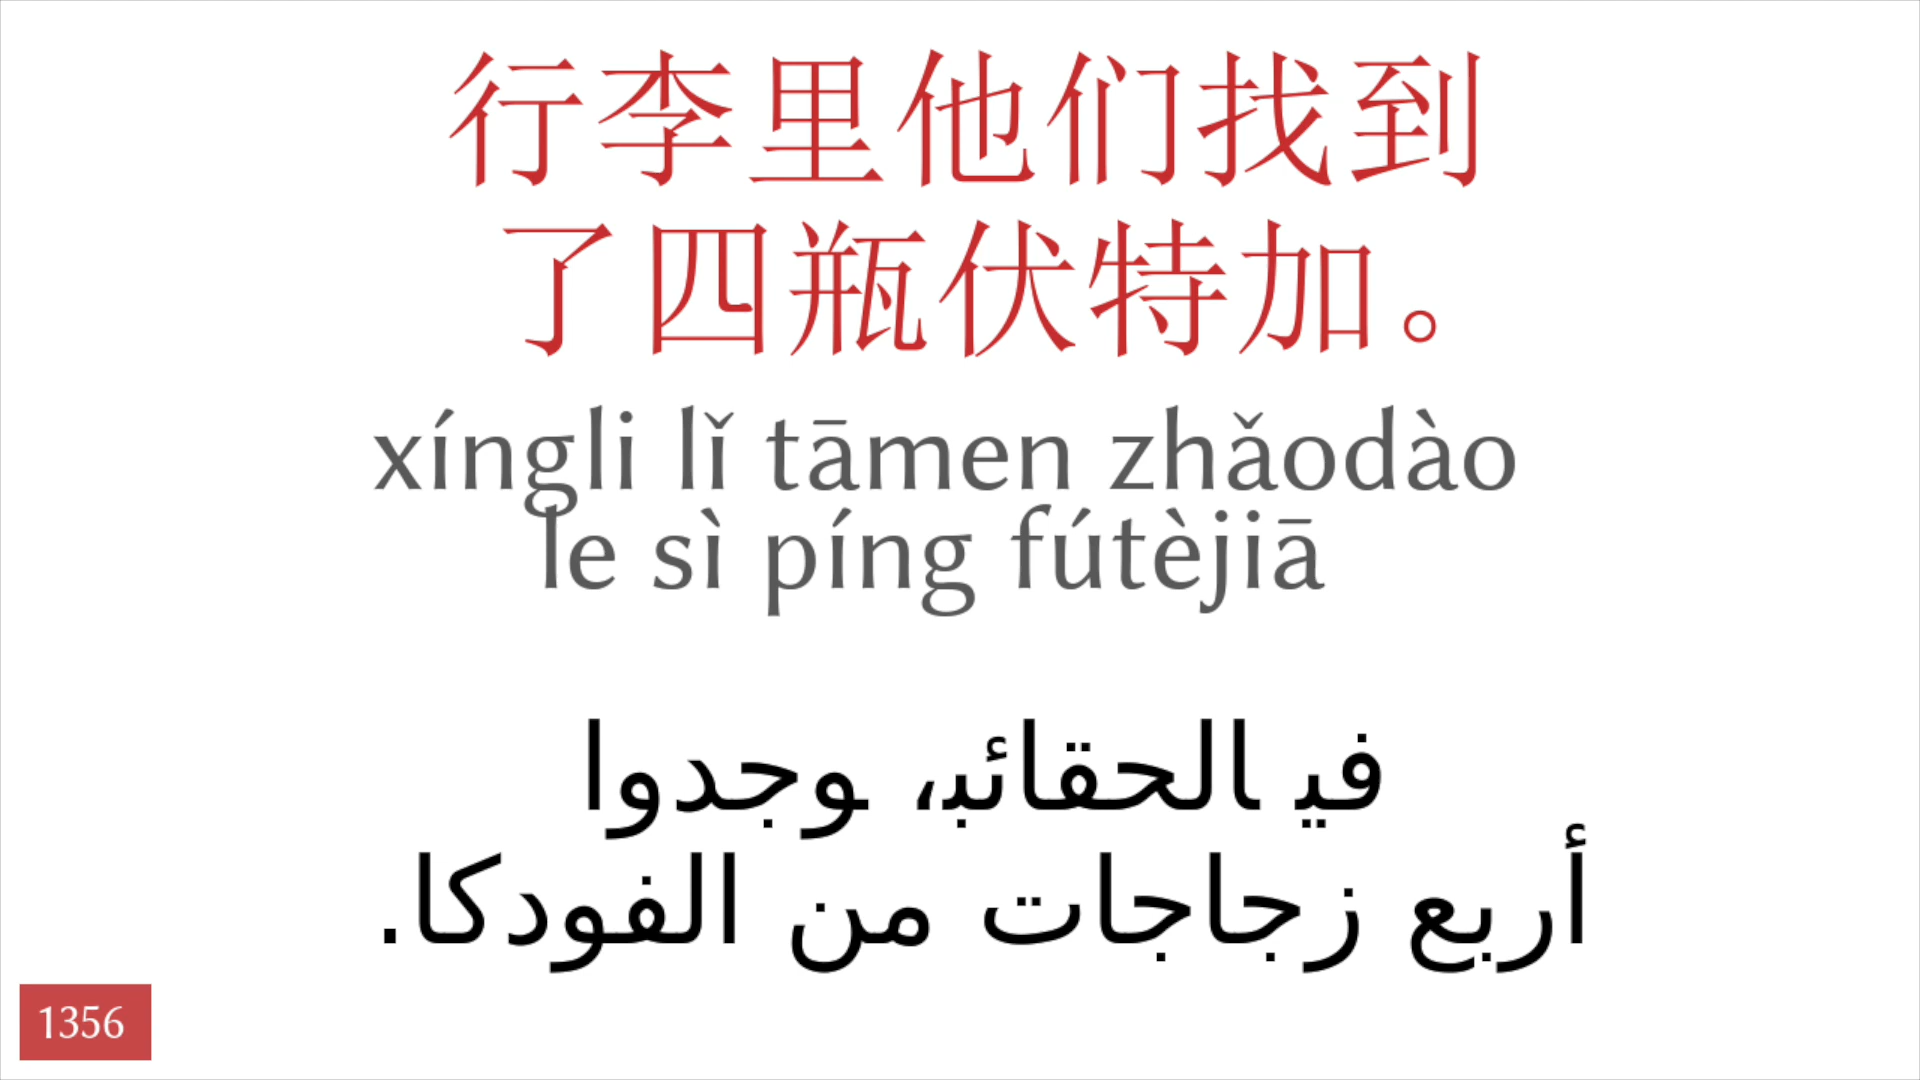 行李里他们找到
了四瓶伏特加。
xíngli lǐ tāmen zhǎodào
le sì píng fútèjiā
في الحقائب، وجدوا
أربع زجاجات من الفودكا.
1356